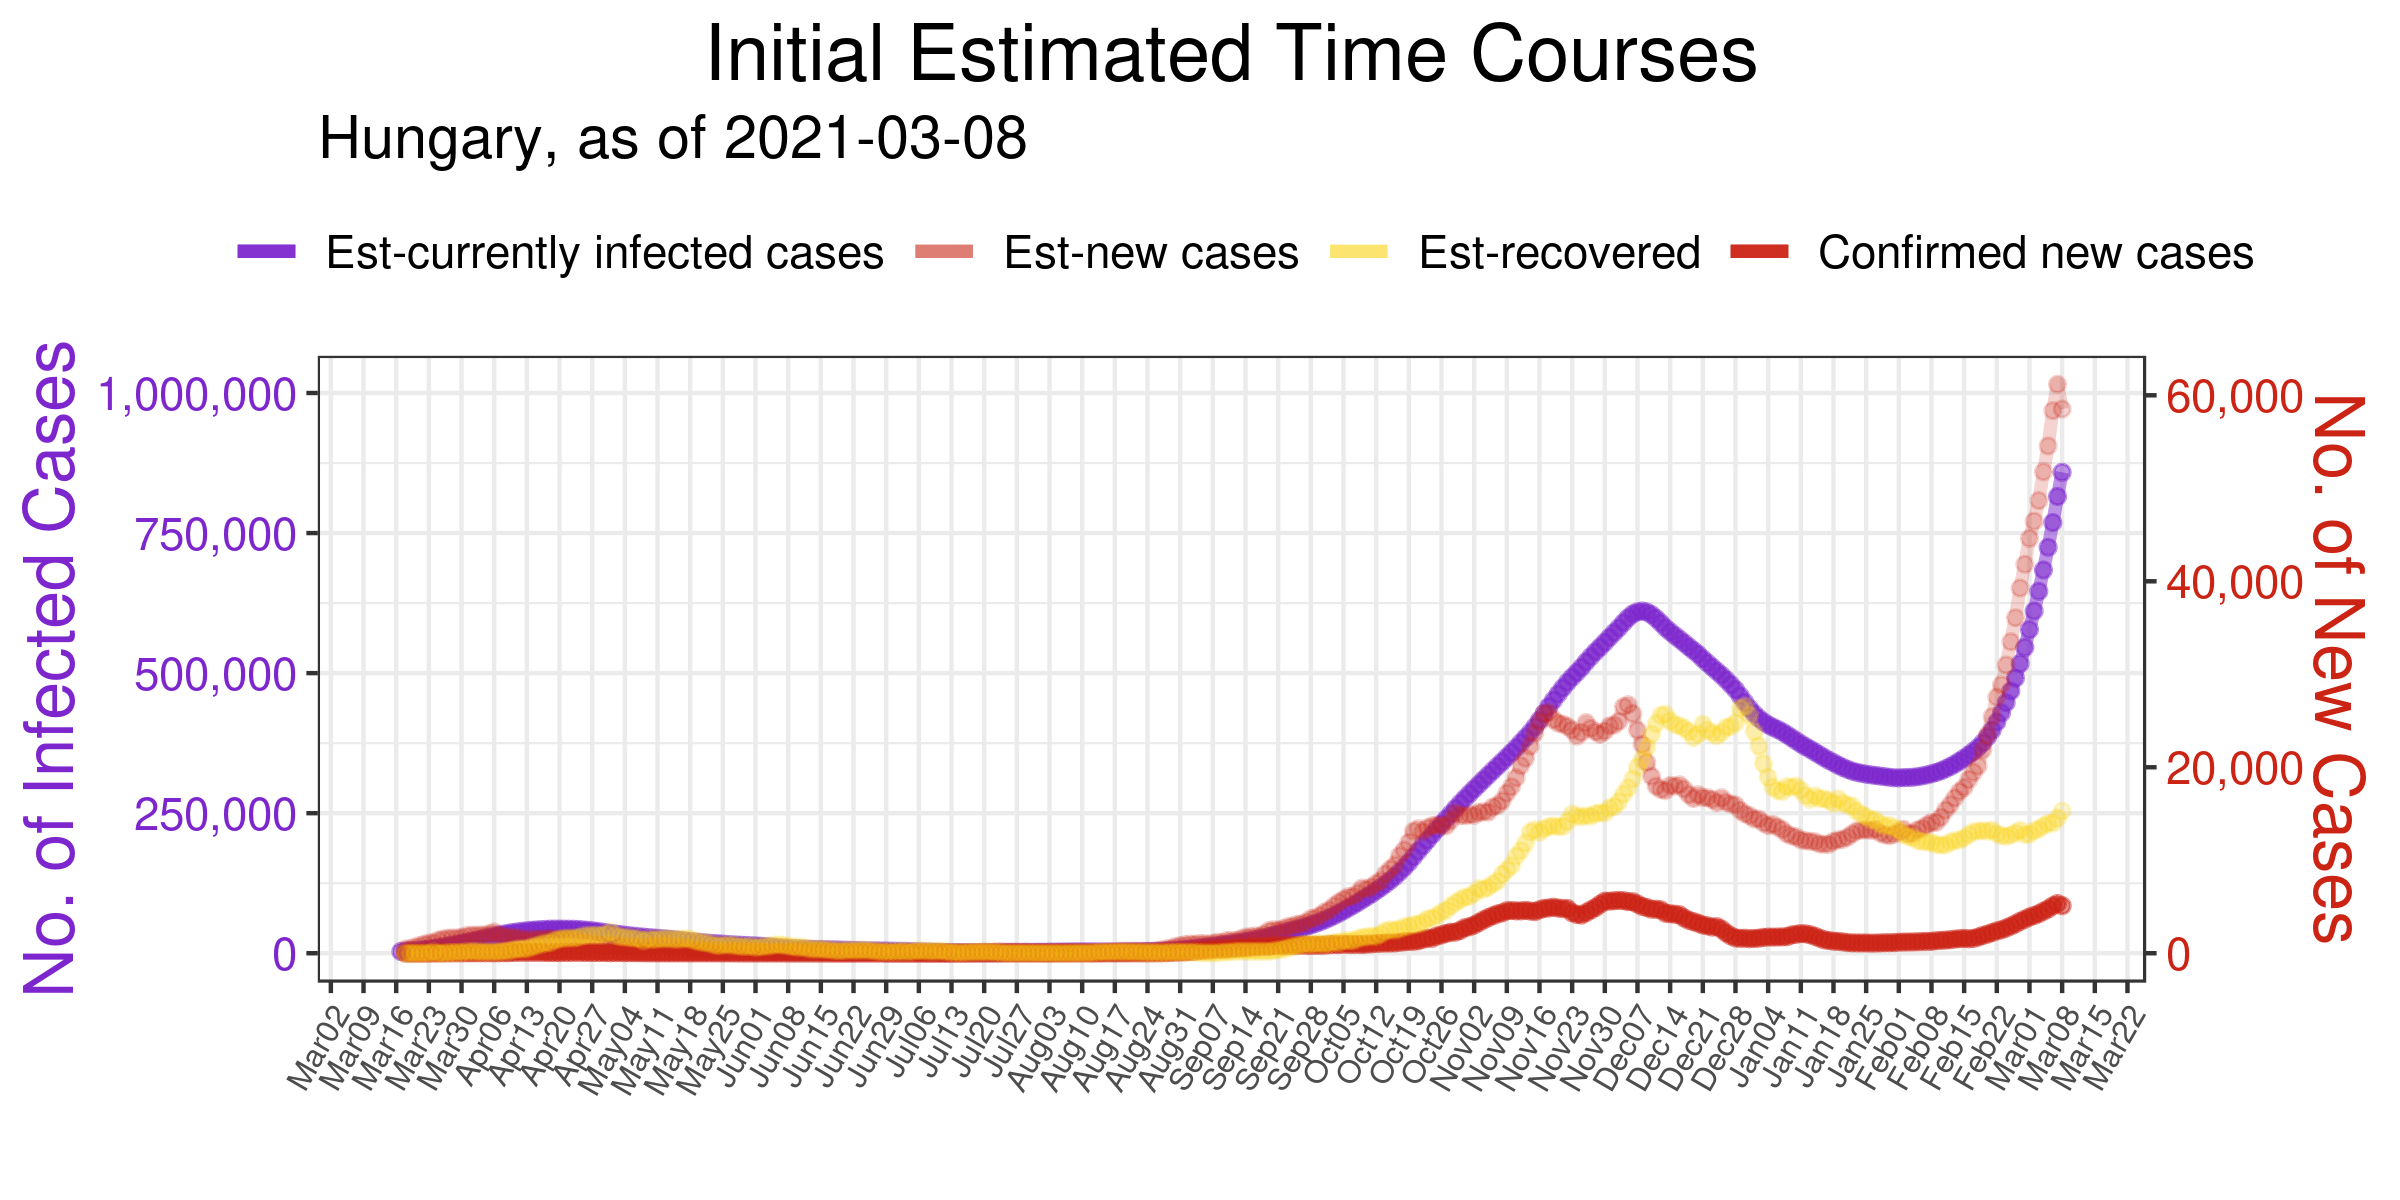 Initial Estimated Time Courses
Hungary, as of 2021-03-08
Est-currently infected cases Est-new cases Est-recovered Confirmed new cases
No. of Infected Cases
1,000,000
750,000
500,000
250,000
0
60,000
40,000
20,000
0
No. of New Cases
Mar02 Mar09 Mar16 Mar23 Mar30 Apr06 Apr13 Apr20 Apr27 May04 May11 May18 May25 Jun01 Jun08 Jun15 Jun22 Jun29 Jul06 Jul13 Jul20 Jul27 Aug03 Aug10 Aug17 Aug24 Aug31 Sep07 Sep14 Sep21 Sep28 Oct05 Oct12 Oct19 Oct26 Nov02 Nov09 Nov16 Nov23 Nov30 Dec07 Dec14 Dec21 Dec28 Jan04 Jan11 Jan18 Jan25 Feb01 Feb08 Feb15 Feb22 Mar01 Mar08 Mar15 Mar22